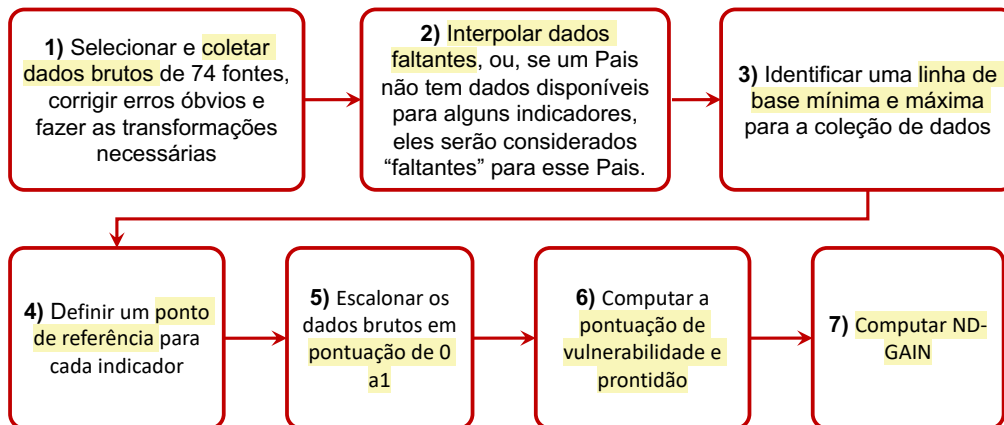 1) Selecionar e coletar
dados brutos de 74 fontes,
corrigir erros óbvios e
fazer as transformações
necessárias
2) Interpolar dados
faltantes, ou, se um Pais
não tem dados disponíveis
para alguns indicadores,
eles serão considerados
“faltantes” para esse Pais.
3) Identificar uma linha de
base mínima e máxima
para a coleção de dados
4) Definir um ponto
de referência para
cada indicador
5) Escalonar os
dados brutos em
pontuação de 0
a1
6) Computar a
pontuação de
vulnerabilidade e
prontidão
7) Computar ND-
GAIN